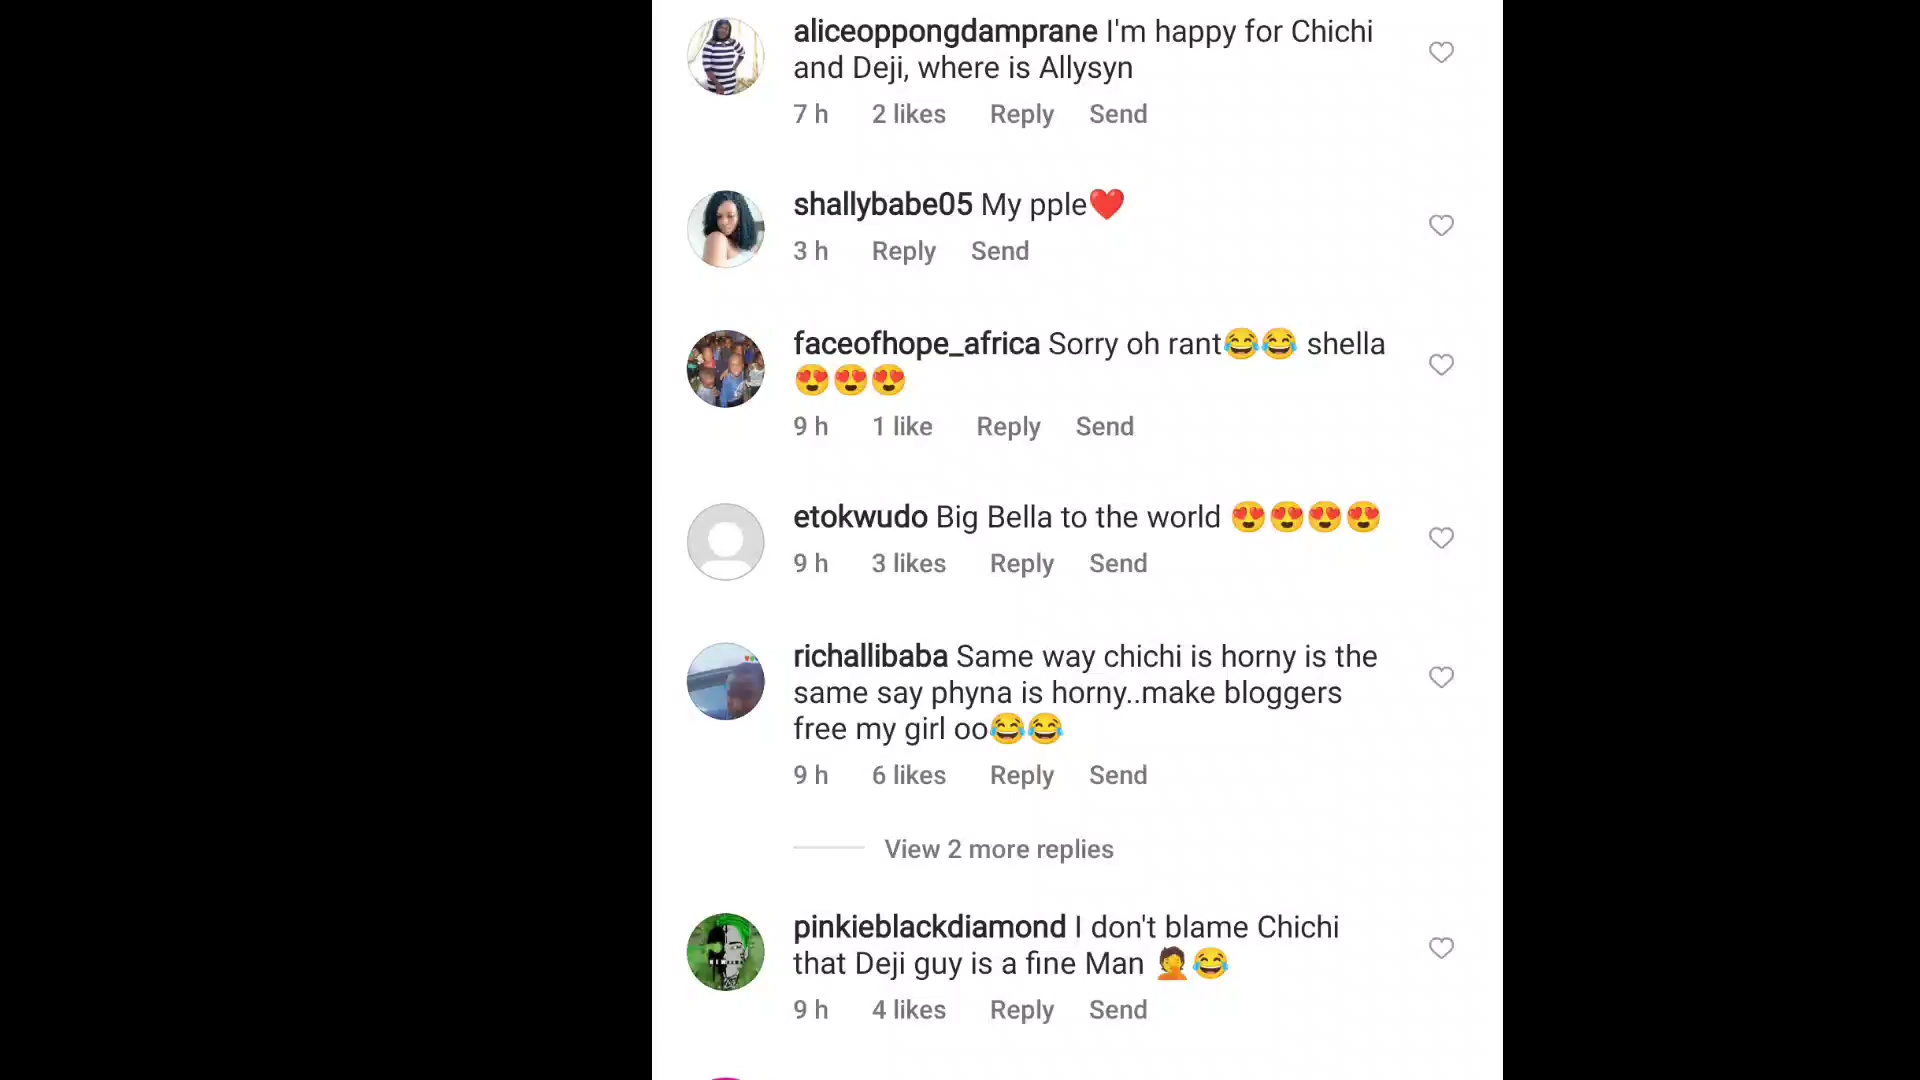 aliceoppongdamprane I'm happy for Chichi
and Deji, where is Allysyn
7 h 2 likes Reply Send
shallybabe05 My pple❤️
3 h Reply Send
faceofhope_africa Sorry oh rant😂😂 shella
😍😍😍
9 h 1 like Reply Send
etokwudo Big Bella to the world 😍😍😍😍
9 h 3 likes Reply Send
richallibaba Same way chichi is horny is the
same say phyna is horny..make bloggers
free my girl oo😂😂
9 h 6 likes Reply Send
View 2 more replies
pinkieblackdiamond I don't blame Chichi
that Deji guy is a fine Man 🤦😂
9 h 4 likes Reply Send